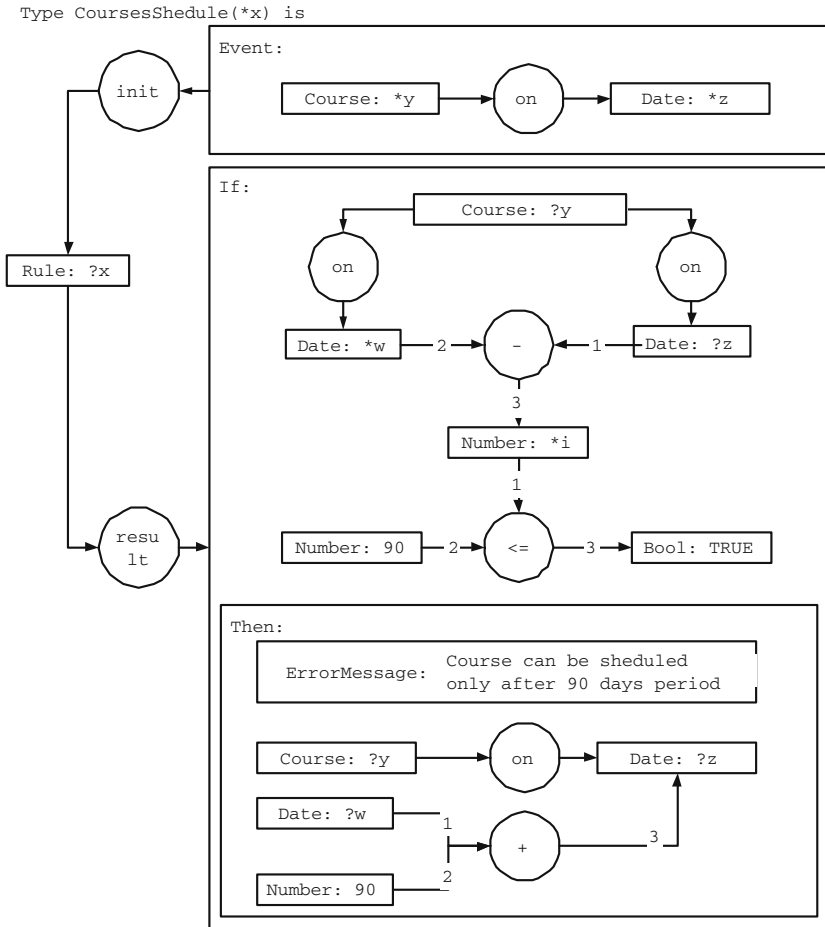 Type CoursesShedule(*x) is
Event:
init
Course: *y
on
Date: *z
If:
Course: ?y
Rule: ?x
on
on
Date: *w
2
-
1
Date: ?z
3
Number: *i
1
resu
lt
Number: 90
2
<=
3
Bool: TRUE
Then:
ErrorMessage:
Course can be sheduled
only after 90 days period
Course: ?y
on
Date: ?z
Date: ?w
1
+
3
2
Number: 90